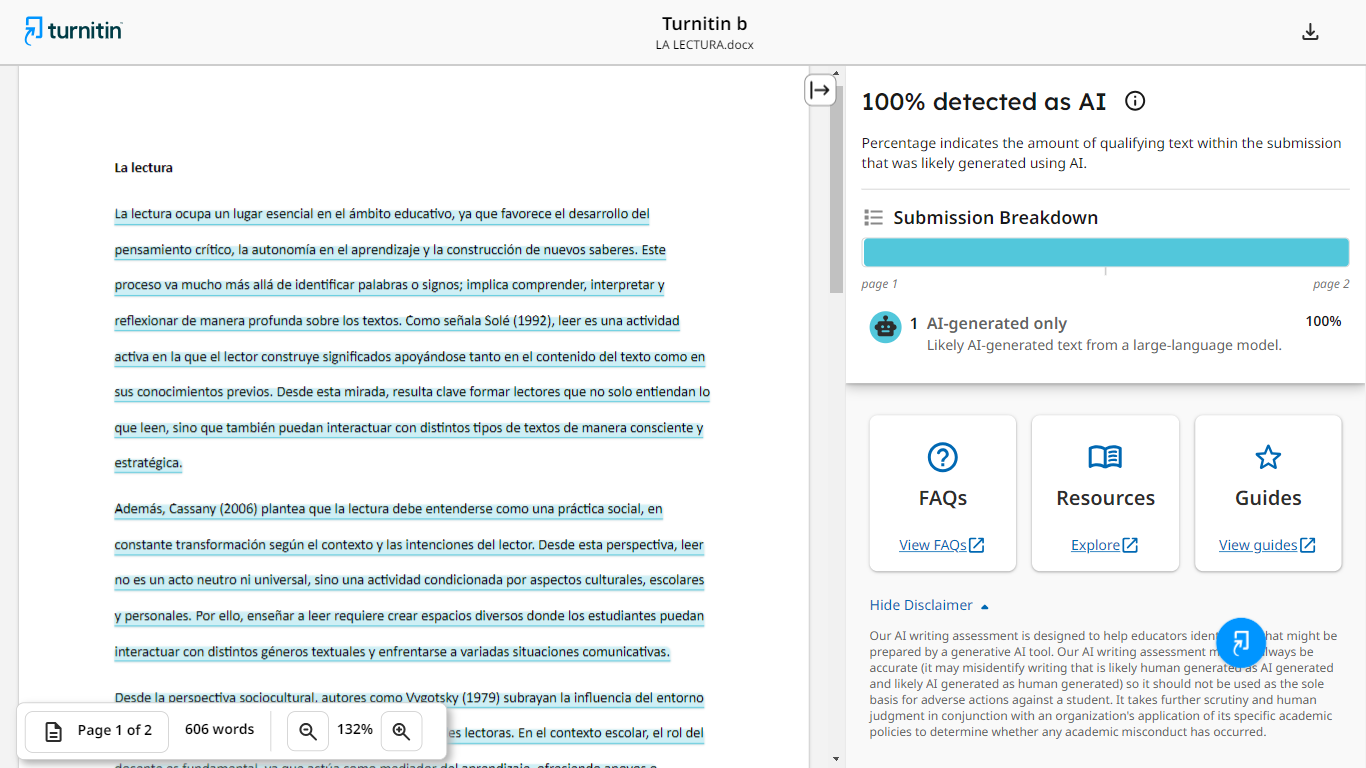 turnitin
Turnitin b
LA LECTURA.docx
La lectura
La lectura ocupa un lugar esencial en el ámbito educativo, ya que favorece el desarrollo del
pensamiento crítico, la autonomía en el aprendizaje y la construcción de nuevos saberes. Este
proceso va mucho más allá de identificar palabras o signos; implica comprender, interpretar y
reflexionar de manera profunda sobre los textos. Como señala Solé (1992), leer es una actividad
activa en la que el lector construye significados apoyándose tanto en el contenido del texto como en
sus conocimientos previos. Desde esta mirada, resulta clave formar lectores que no solo entiendan lo
que leen, sino que también puedan interactuar con distintos tipos de textos de manera consciente y
estratégica.
Además, Cassany (2006) plantea que la lectura debe entenderse como una práctica social, en
constante transformación según el contexto y las intenciones del lector. Desde esta perspectiva, leer
no es un acto neutro ni universal, sino una actividad condicionada por aspectos culturales, escolares
y personales. Por ello, enseñar a leer requiere crear espacios diversos donde los estudiantes puedan
interactuar con distintos géneros textuales y enfrentarse a variadas situaciones comunicativas.
Desde la perspectiva sociocultural, autores como Vygotsky (1979) subrayan la influencia del entorno
es lectoras. En el contexto escolar, el rol del
docente es fundamental, ya que actúa como mediador del aprendizaje, ofreciendo apoyos o
Page 1 of 2
606 words
132%
100% detected as AI
Percentage indicates the amount of qualifying text within the submission
that was likely generated using AI.
Submission Breakdown
page 1
page 2
1 AI-generated only 100%
Likely AI-generated text from a large-language model.
FAQs
View FAQs
Resources
Explore
Guides
View guides
Hide Disclaimer
Our AI writing assessment is designed to help educators iden hat might be
prepared by a generative AI tool. Our AI writing assessment m always be
accurate (it may misidentify writing that is likely human generated as AI generated
and likely AI generated as human generated) so it should not be used as the sole
basis for adverse actions against a student. It takes further scrutiny and human
judgment in conjunction with an organization's application of its specific academic
policies to determine whether any academic misconduct has occurred.